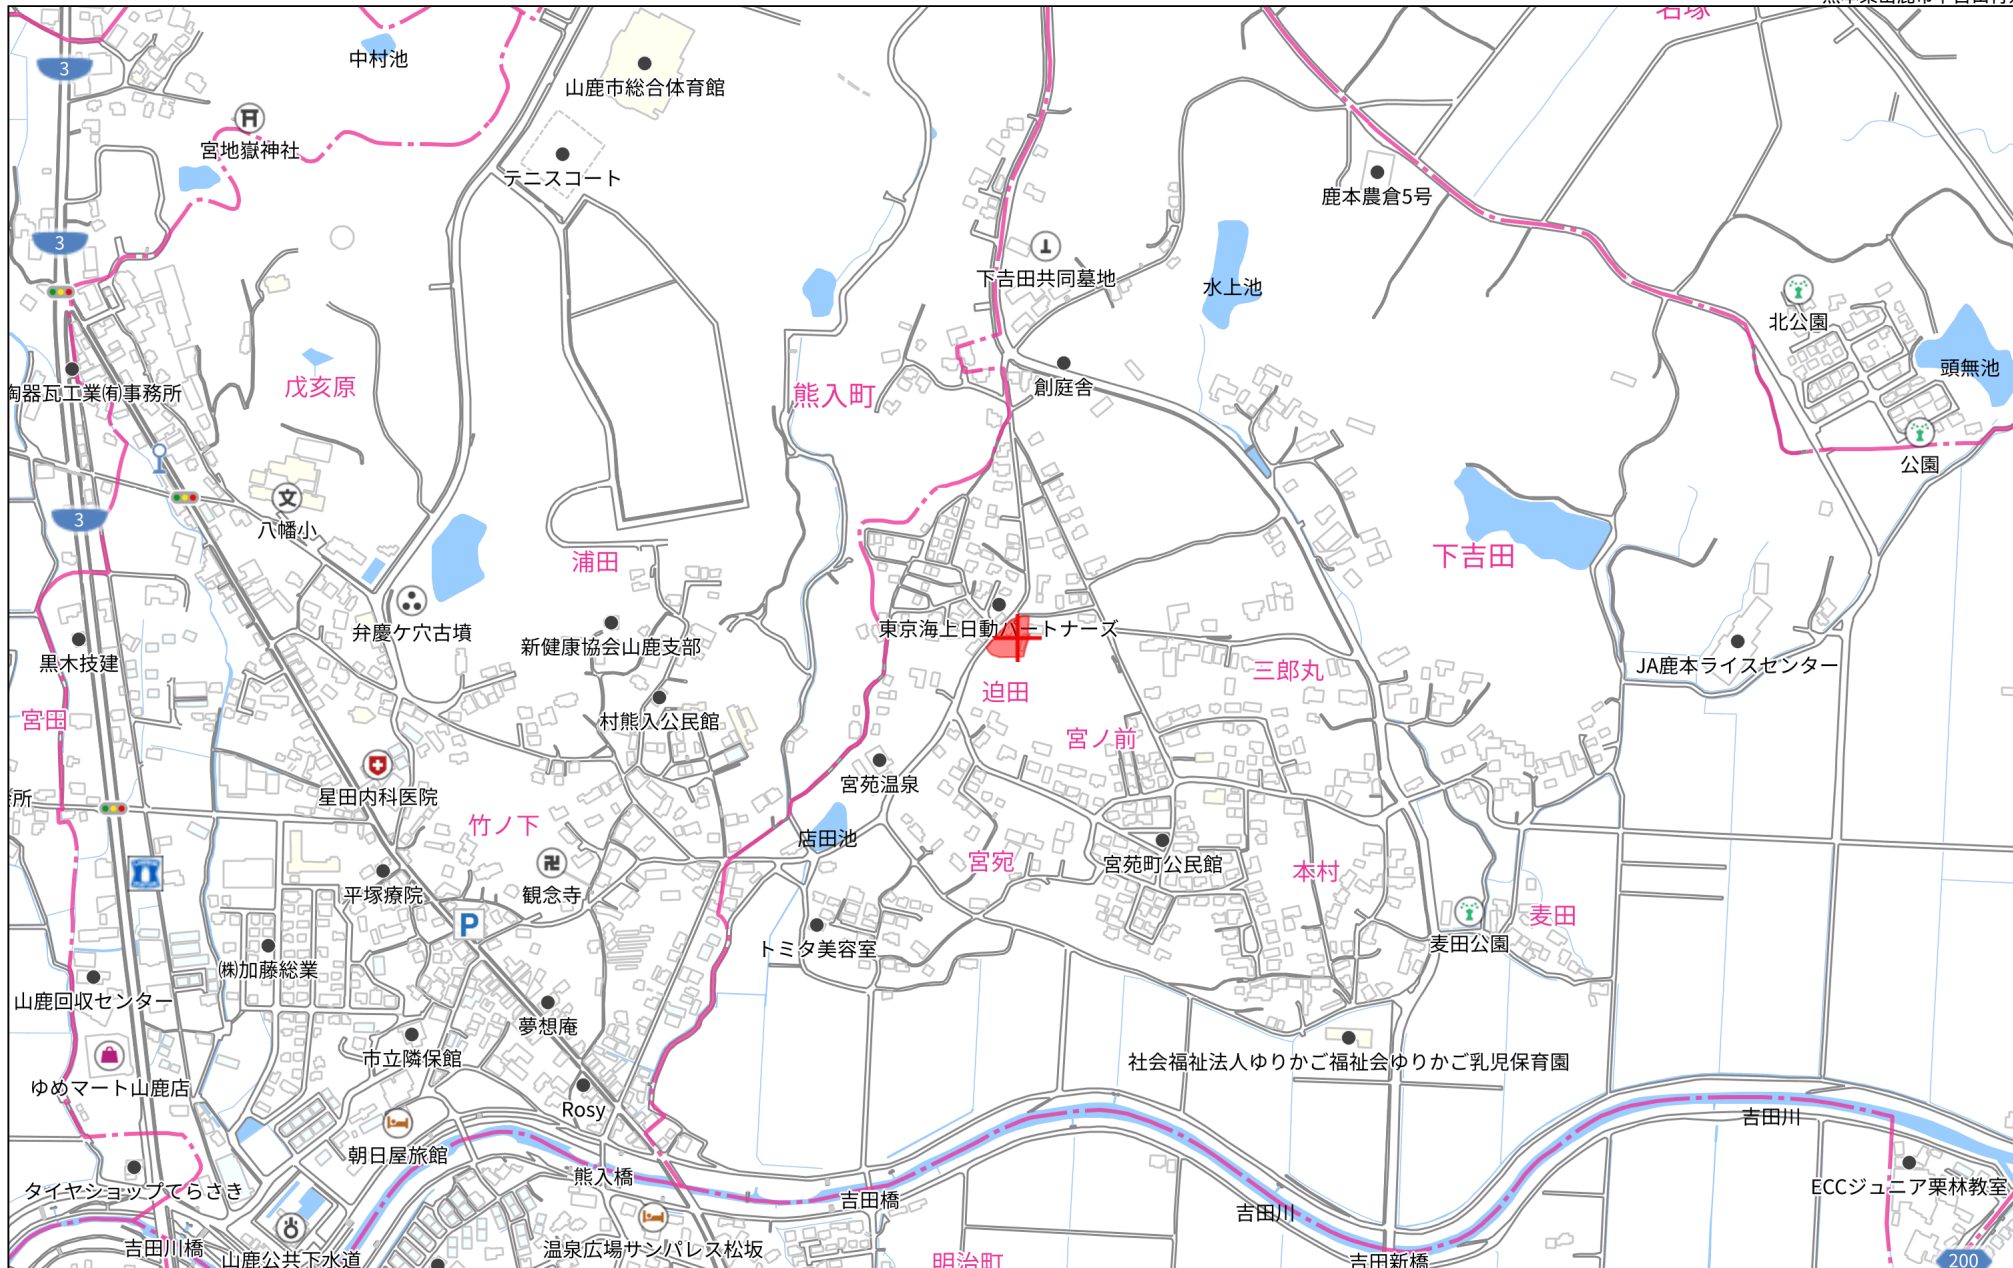 名塚
3
中村池
山鹿市総合体育館
宮地嶽神社
テニスコート
鹿本農倉5号
3
下吉田共同墓地
水上池
北公園
頭無池
陶器瓦工業㈲事務所
戊亥原
熊入町
創庭舎
公園
3
八幡小
浦田
下吉田
弁慶ケ穴古墳
新健康協会山鹿支部
東京海上日動パートナーズ
黒木技建
三郎丸
JA鹿本ライスセンター
迫田
宮田
村熊入公民館
宮ノ前
宮苑温泉
星田内科医院
竹ノ下
店田池
宮宛
宮苑町公民館
本村
平塚療院
観念寺
P
麦田
麦田公園
トミタ美容室
㈱加藤総業
山鹿回収センター
夢想庵
市立隣保館
社会福祉法人ゆりかご福祉会ゆりかご乳児保育園
ゆめマート山鹿店
Rosy
吉田川
朝日屋旅館
熊入橋
タイヤショップてらさき
吉田橋
吉田川
ECCジュニア栗林教室
吉田川橋
山鹿公共下水道
温泉広場サンパレス松坂
明治町
吉田新橋
200